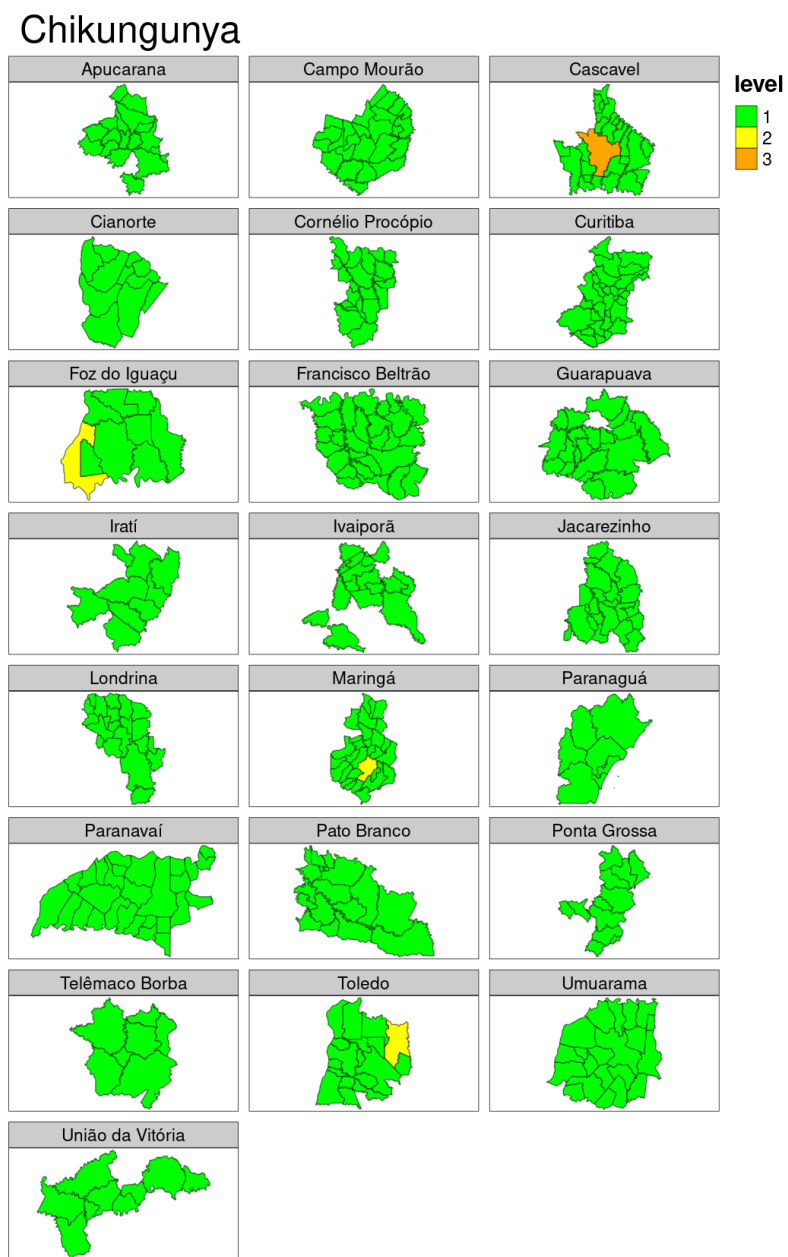 Chikungunya
Apucarana
Campo Mourão
Cascavel
level
1
2
3
Cianorte
Cornélio Procópio
Curitiba
Foz do Iguaçu
Francisco Beltrão
Guarapuava
Iratí
Ivaiporã
Jacarezinho
Londrina
Maringá
Paranaguá
Paranavaí
Pato Branco
Ponta Grossa
Telêmaco Borba
Toledo
Umuarama
União da Vitória